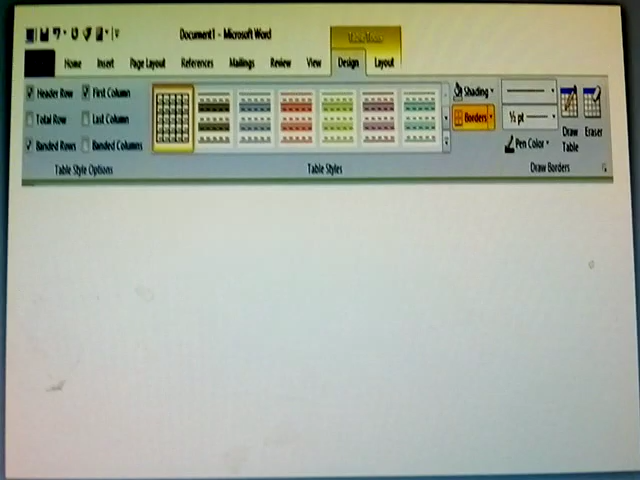 Document1 - Microsoft Word
Table Tools
Home Insert Page Layout References Mailings Review View Design Layout
Header Row First Column Shading
Total Row Last Column Borders ½ pt Draw Table Eraser
Banded Rows Banded Columns Pen Color
Table Style Options Table Styles Draw Borders